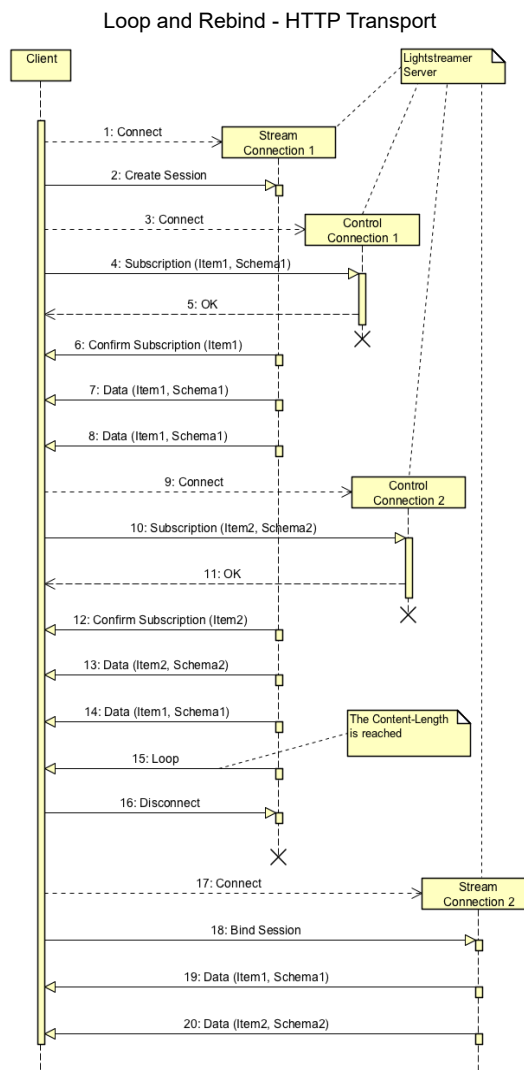 Loop and Rebind - HTTP Transport
Client
Lightstreamer
Server
1: Connect
Stream
Connection 1
2: Create Session
3: Connect
Control
Connection 1
4: Subscription (Item1, Schema1)
5: OK
6: Confirm Subscription (Item1)
7: Data (Item1, Schema1)
8: Data (Item1, Schema1)
9: Connect
Control
Connection 2
10: Subscription (Item2, Schema2)
11: OK
12: Confirm Subscription (Item2)
13: Data (Item2, Schema2)
14: Data (Item1, Schema1)
The Content-Length
is reached
15: Loop
16: Disconnect
17: Connect
Stream
Connection 2
18: Bind Session
19: Data (Item1, Schema1)
20: Data (Item2, Schema2)